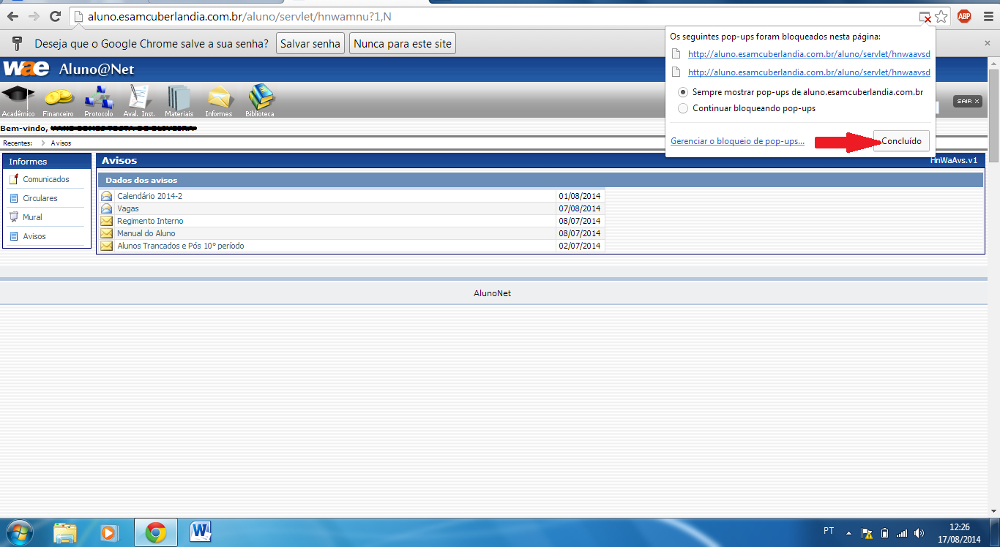 aluno.esamcuberlandia.com.br/aluno/servlet/hnwamnu?1,N
ABP
Deseja que o Google Chrome salve a sua senha? Salvar senha Nunca para este site
Os seguintes pop-ups foram bloqueados nesta página:
http://aluno.esamcuberlandia.com.br/aluno/servlet/hnwaavsd
http://aluno.esamcuberlandia.com.br/aluno/servlet/hnwaavsd
Sempre mostrar pop-ups de aluno.esamcuberlandia.com.br
Continuar bloqueando pop-ups
Gerenciar o bloqueio de pop-ups... Concluído
wae Aluno@Net
Acadêmico Financeiro Protocolo Aval. Inst. Materiais Informes Biblioteca
SAIR X
Bem-vindo,
Recentes: Avisos
Informes
Comunicados
Circulares
Mural
Avisos
Avisos HnWaAvs.v1
Dados dos avisos
Calendário 2014-2 01/08/2014
Vagas 07/08/2014
Regimento Interno 08/07/2014
Manual do Aluno 08/07/2014
Alunos Trancados e Pós 10º período 02/07/2014
AlunoNet
W
PT
12:26
17/08/2014